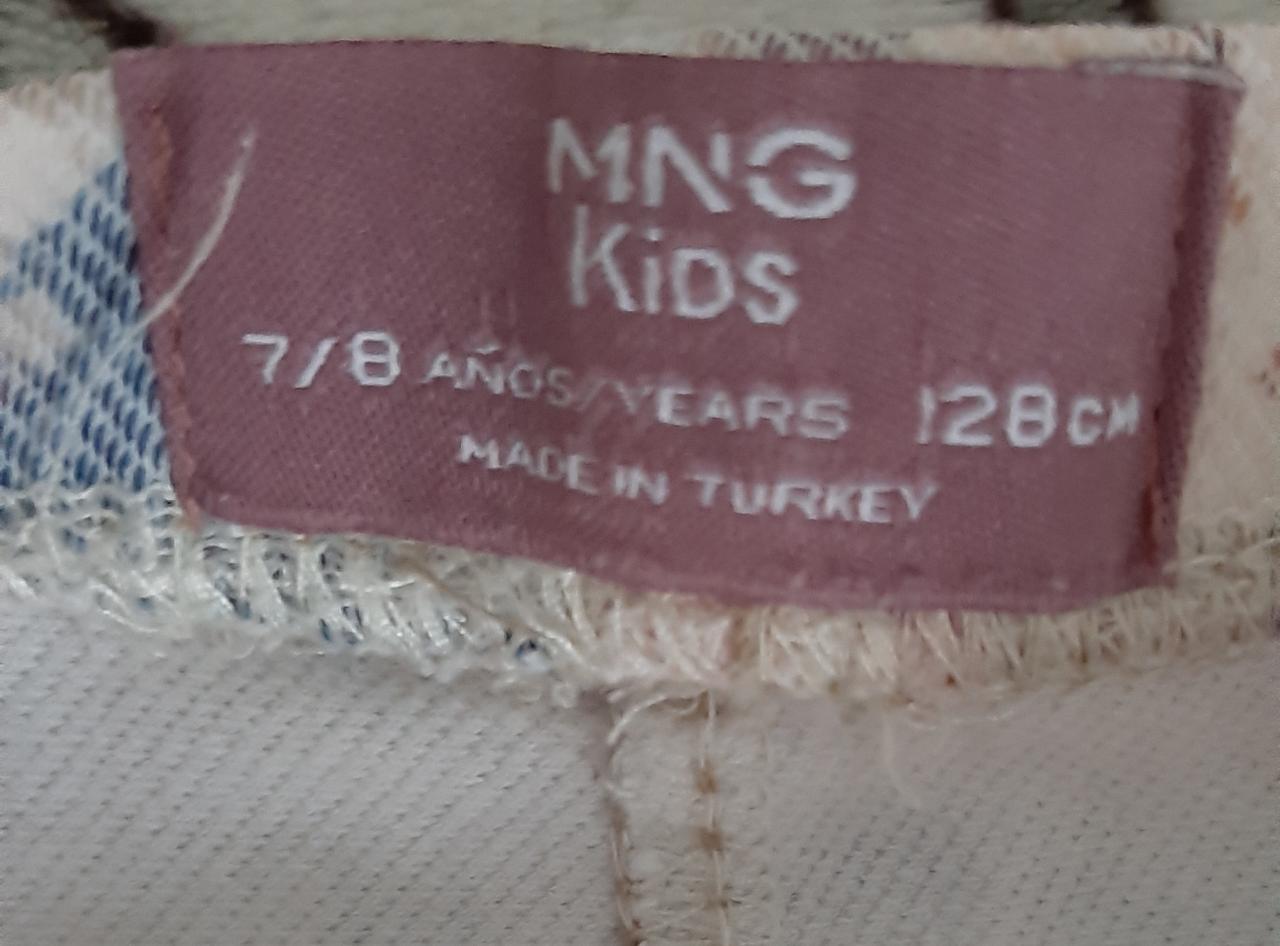 MNG
KiDS
7/8 AÑOS/YEARS 128CM
MADE IN TURKEY